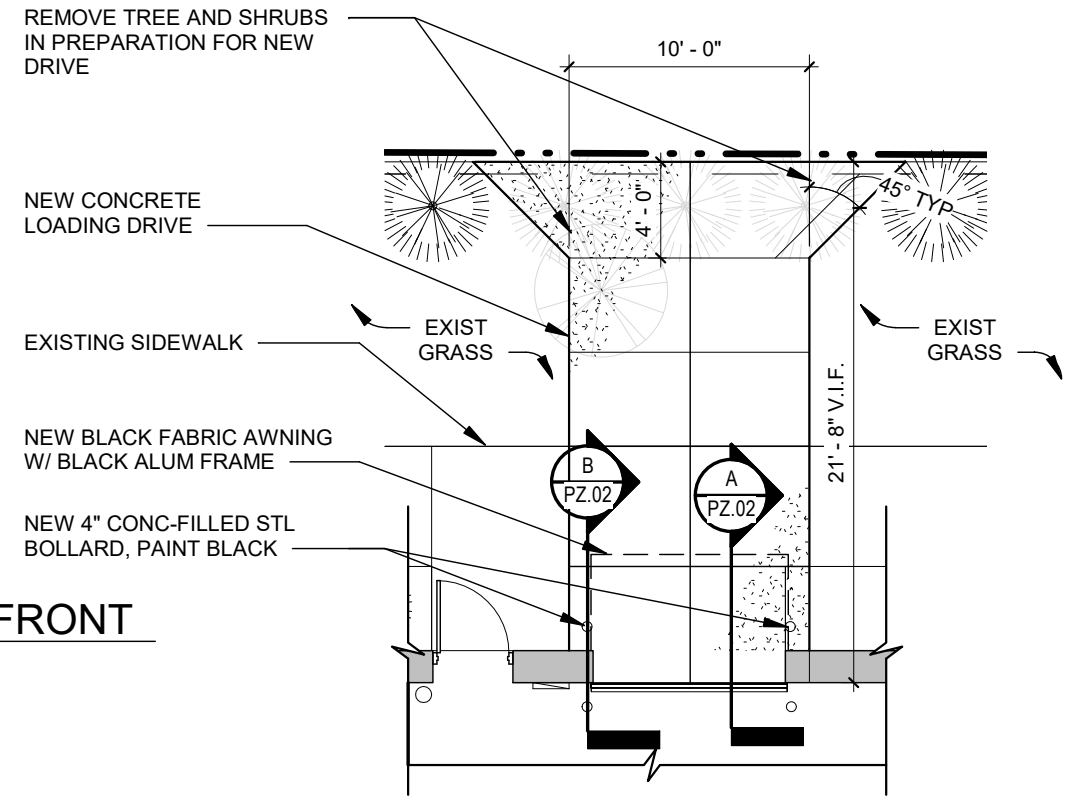 REMOVE TREE AND SHRUBS
IN PREPARATION FOR NEW
DRIVE
10' - 0"
NEW CONCRETE
LOADING DRIVE
4' - 0"
45° TYP
EXISTING SIDEWALK
EXIST
GRASS
EXIST
GRASS
21' - 8" V.I.F.
NEW BLACK FABRIC AWNING
W/ BLACK ALUM FRAME
B
PZ.02
A
PZ.02
NEW 4" CONC-FILLED STL
BOLLARD, PAINT BLACK
FRONT